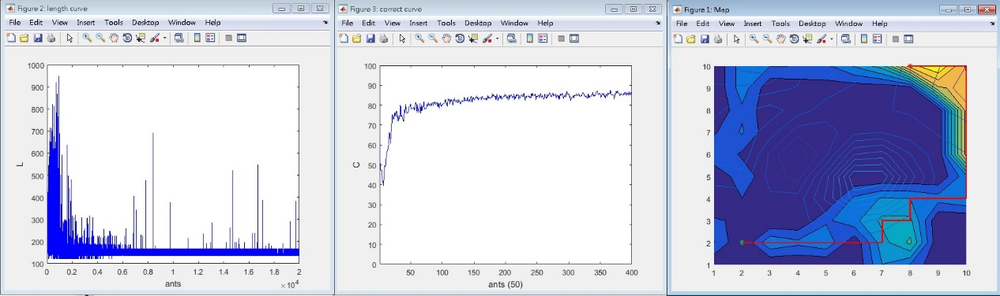 Figure 2: length curve
File Edit View Insert Tools Desktop Window Help
1000
900
800
700
600
500
400
300
200
100
L
0 0.2 0.4 0.6 0.8 1 1.2 1.4 1.6 1.8 2
ants
×10^4
Figure 3: correct curve
File Edit View Insert Tools Desktop Window Help
100
90
80
70
60
50
40
30
20
10
0
C
50 100 150 200 250 300 350 400
ants (50)
Figure 1: Map
File Edit View Insert Tools Desktop Window Help
10
9
8
7
6
5
4
3
2
1
1 2 3 4 5 6 7 8 9 10